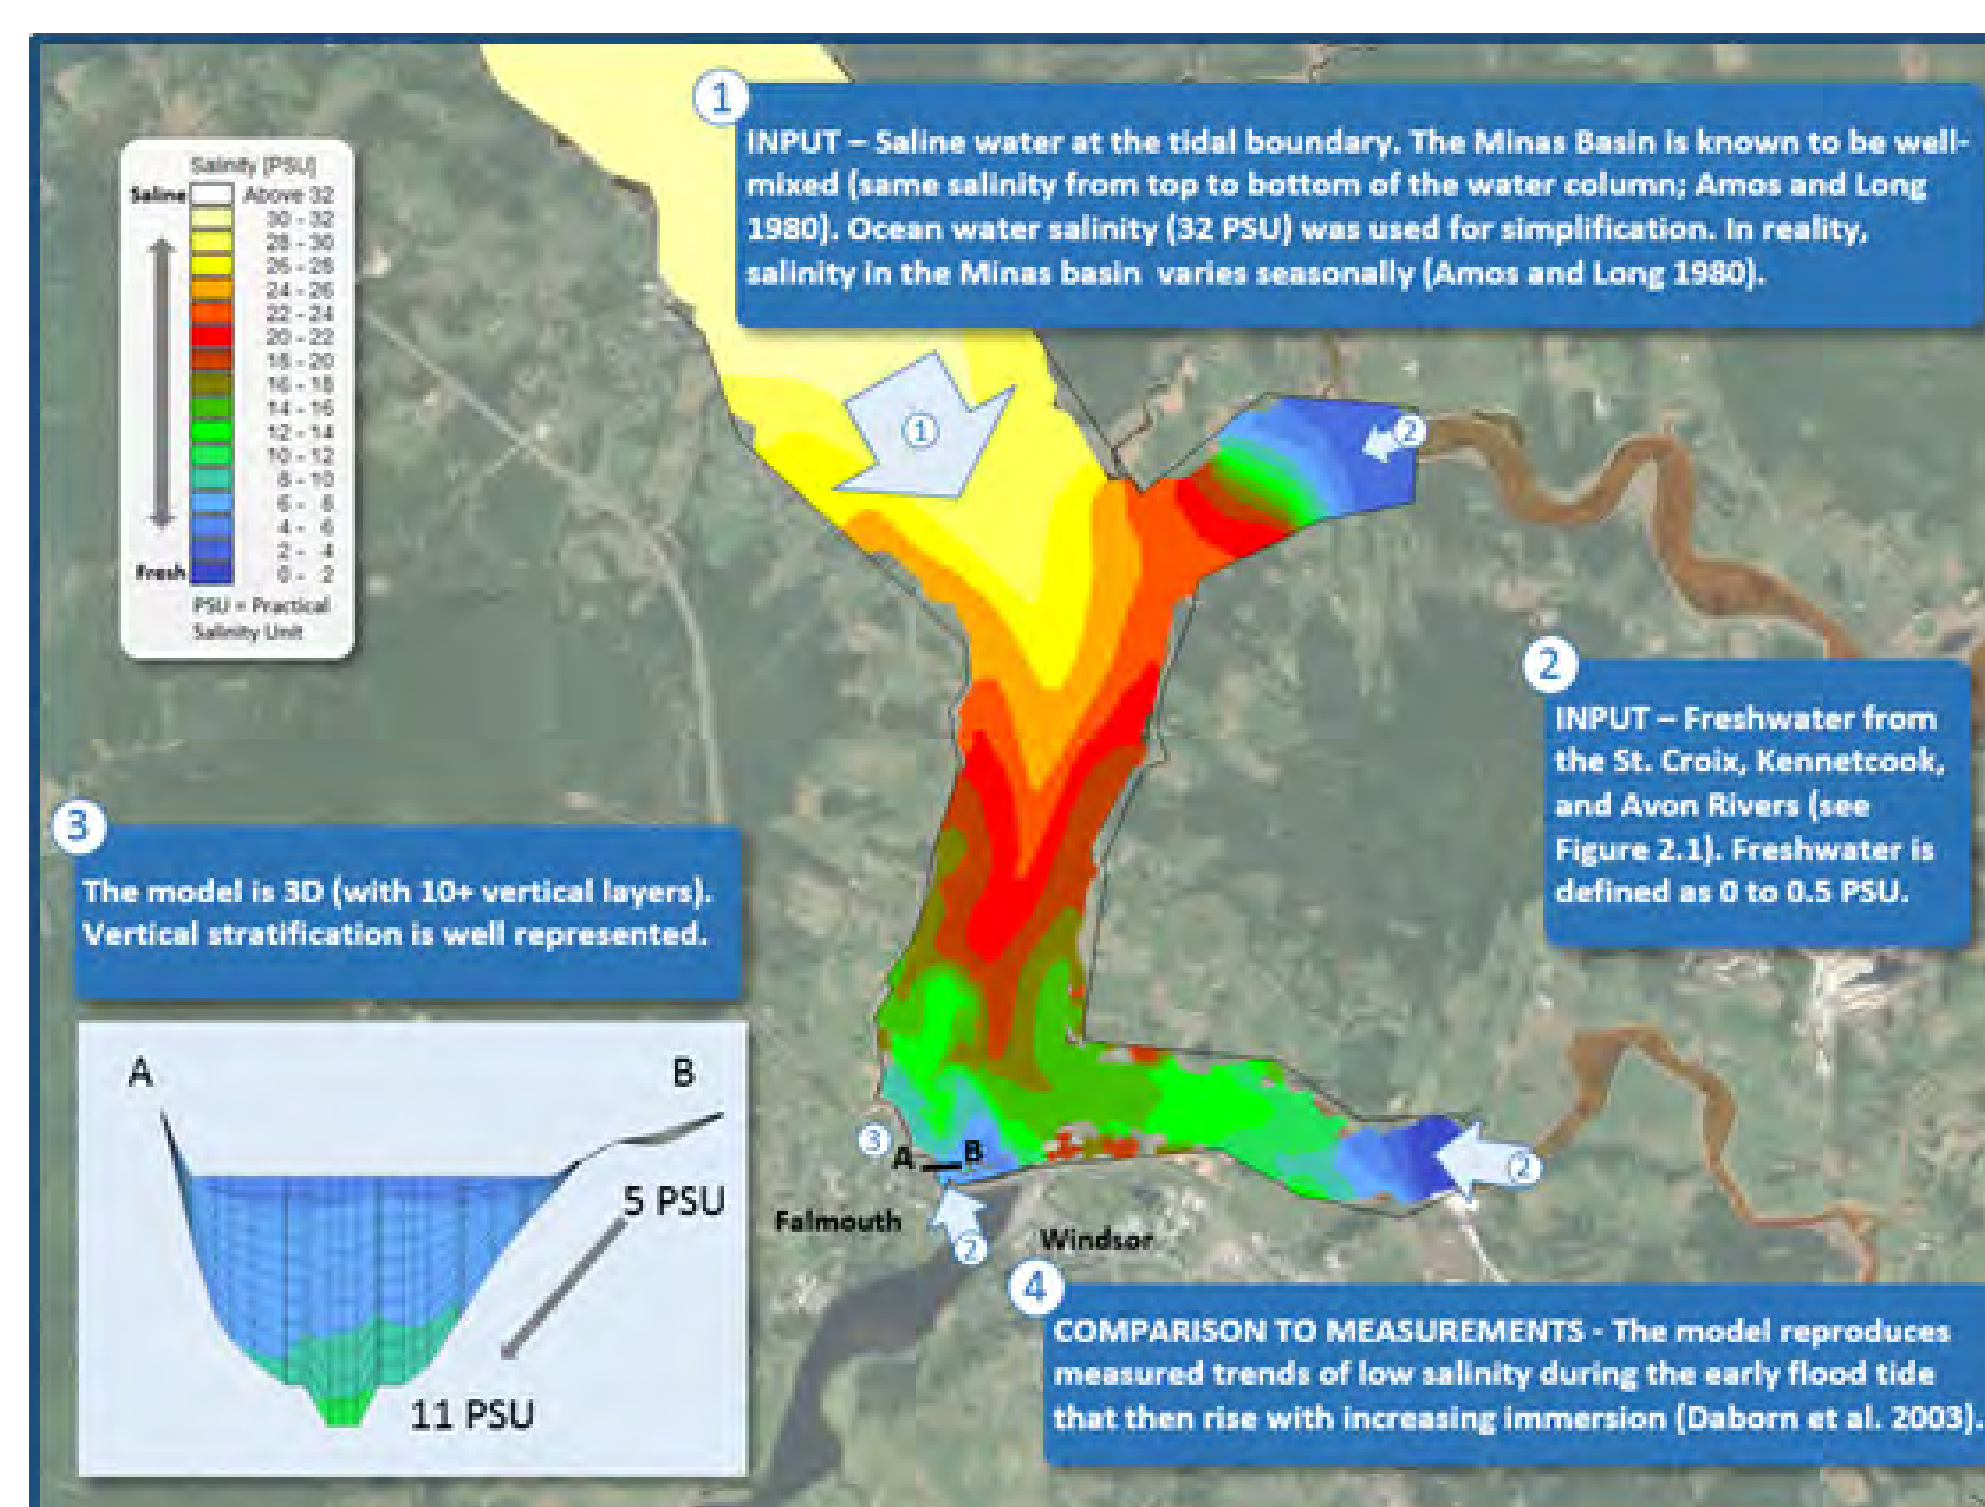 1
INPUT – Saline water at the tidal boundary. The Minas Basin is known to be well-
mixed (same salinity from top to bottom of the water column; Amos and Long
1980). Ocean water salinity (32 PSU) was used for simplification. In reality,
salinity in the Minas basin varies seasonally (Amos and Long 1980).
Salinity [PSU]
Saline Above 32
30 - 32
28 - 30
26 - 28
24 - 26
22 - 24
20 - 22
18 - 20
16 - 18
14 - 16
12 - 14
10 - 12
8 - 10
6 - 8
4 - 6
2 - 4
Fresh 0 - 2
PSU = Practical
Salinity Unit
1
2
2
INPUT – Freshwater from
the St. Croix, Kennetcook,
and Avon Rivers (see
Figure 2.1). Freshwater is
defined as 0 to 0.5 PSU.
3
The model is 3D (with 10+ vertical layers).
Vertical stratification is well represented.
A B
5 PSU
11 PSU
3
A B
2
Falmouth
2
Windsor
4
COMPARISON TO MEASUREMENTS - The model reproduces
measured trends of low salinity during the early flood tide
that then rise with increasing immersion (Daborn et al. 2003).